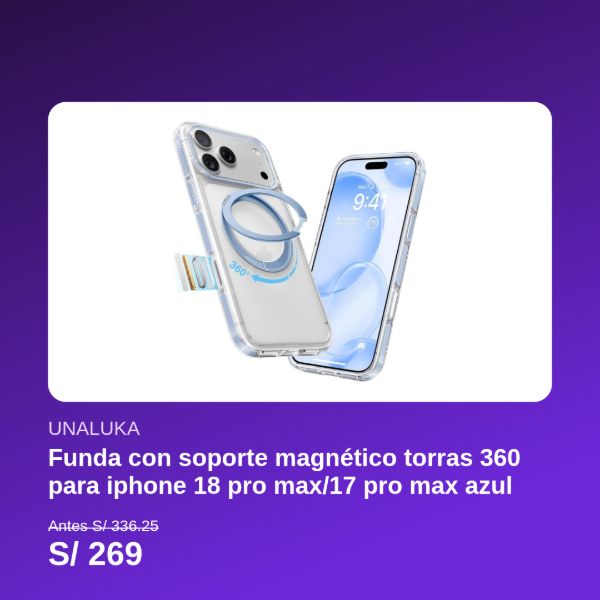 9:41
360°
UNALUKA
Funda con soporte magnético torras 360
para iphone 18 pro max/17 pro max azul
Antes S/ 336.25
S/ 269